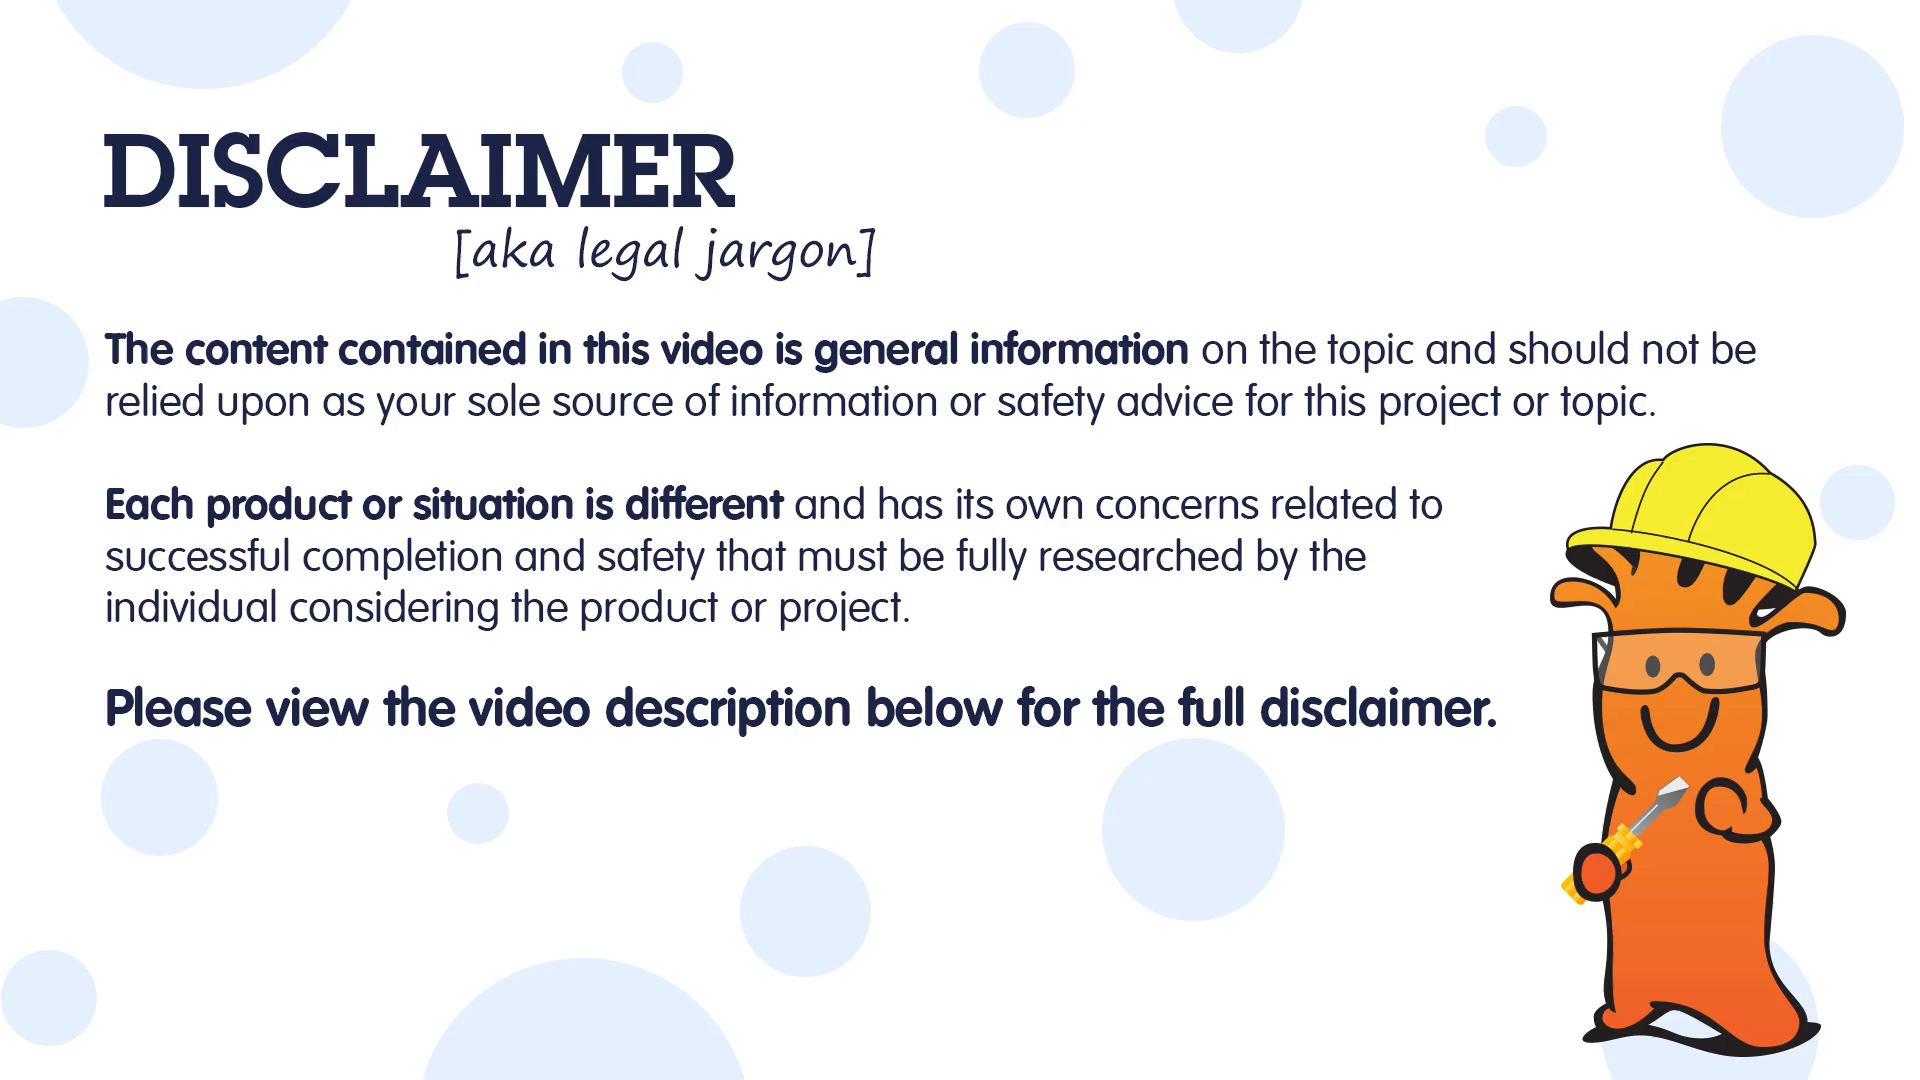 DISCLAIMER
[aka legal jargon]
The content contained in this video is general information on the topic and should not be
relied upon as your sole source of information or safety advice for this project or topic.
Each product or situation is different and has its own concerns related to
successful completion and safety that must be fully researched by the
individual considering the product or project.
Please view the video description below for the full disclaimer.